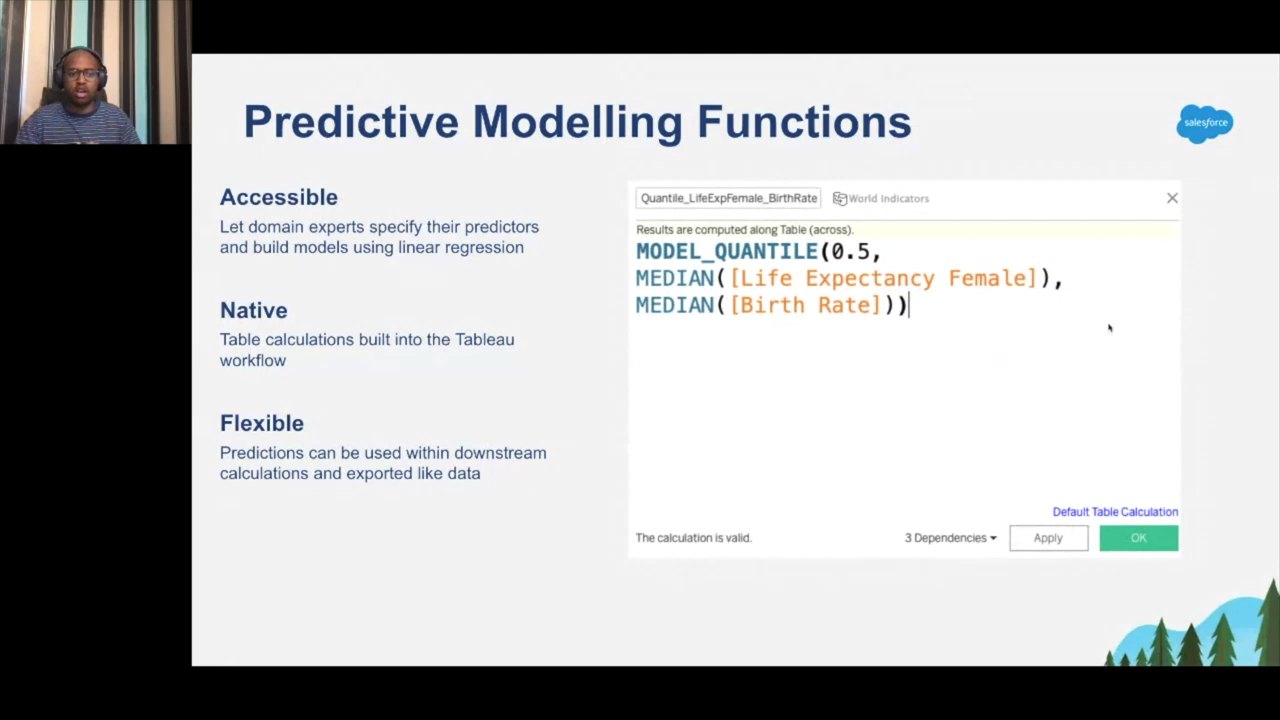 Predictive Modelling Functions
salesforce
Accessible
Let domain experts specify their predictors
and build models using linear regression
Native
Table calculations built into the Tableau
workflow
Flexible
Predictions can be used within downstream
calculations and exported like data
Quantile_LifeExpFemale_BirthRate World Indicators
Results are computed along Table (across).
MODEL_QUANTILE(0.5,
MEDIAN([Life Expectancy Female]),
MEDIAN([Birth Rate]))
Default Table Calculation
The calculation is valid. 3 Dependencies Apply OK